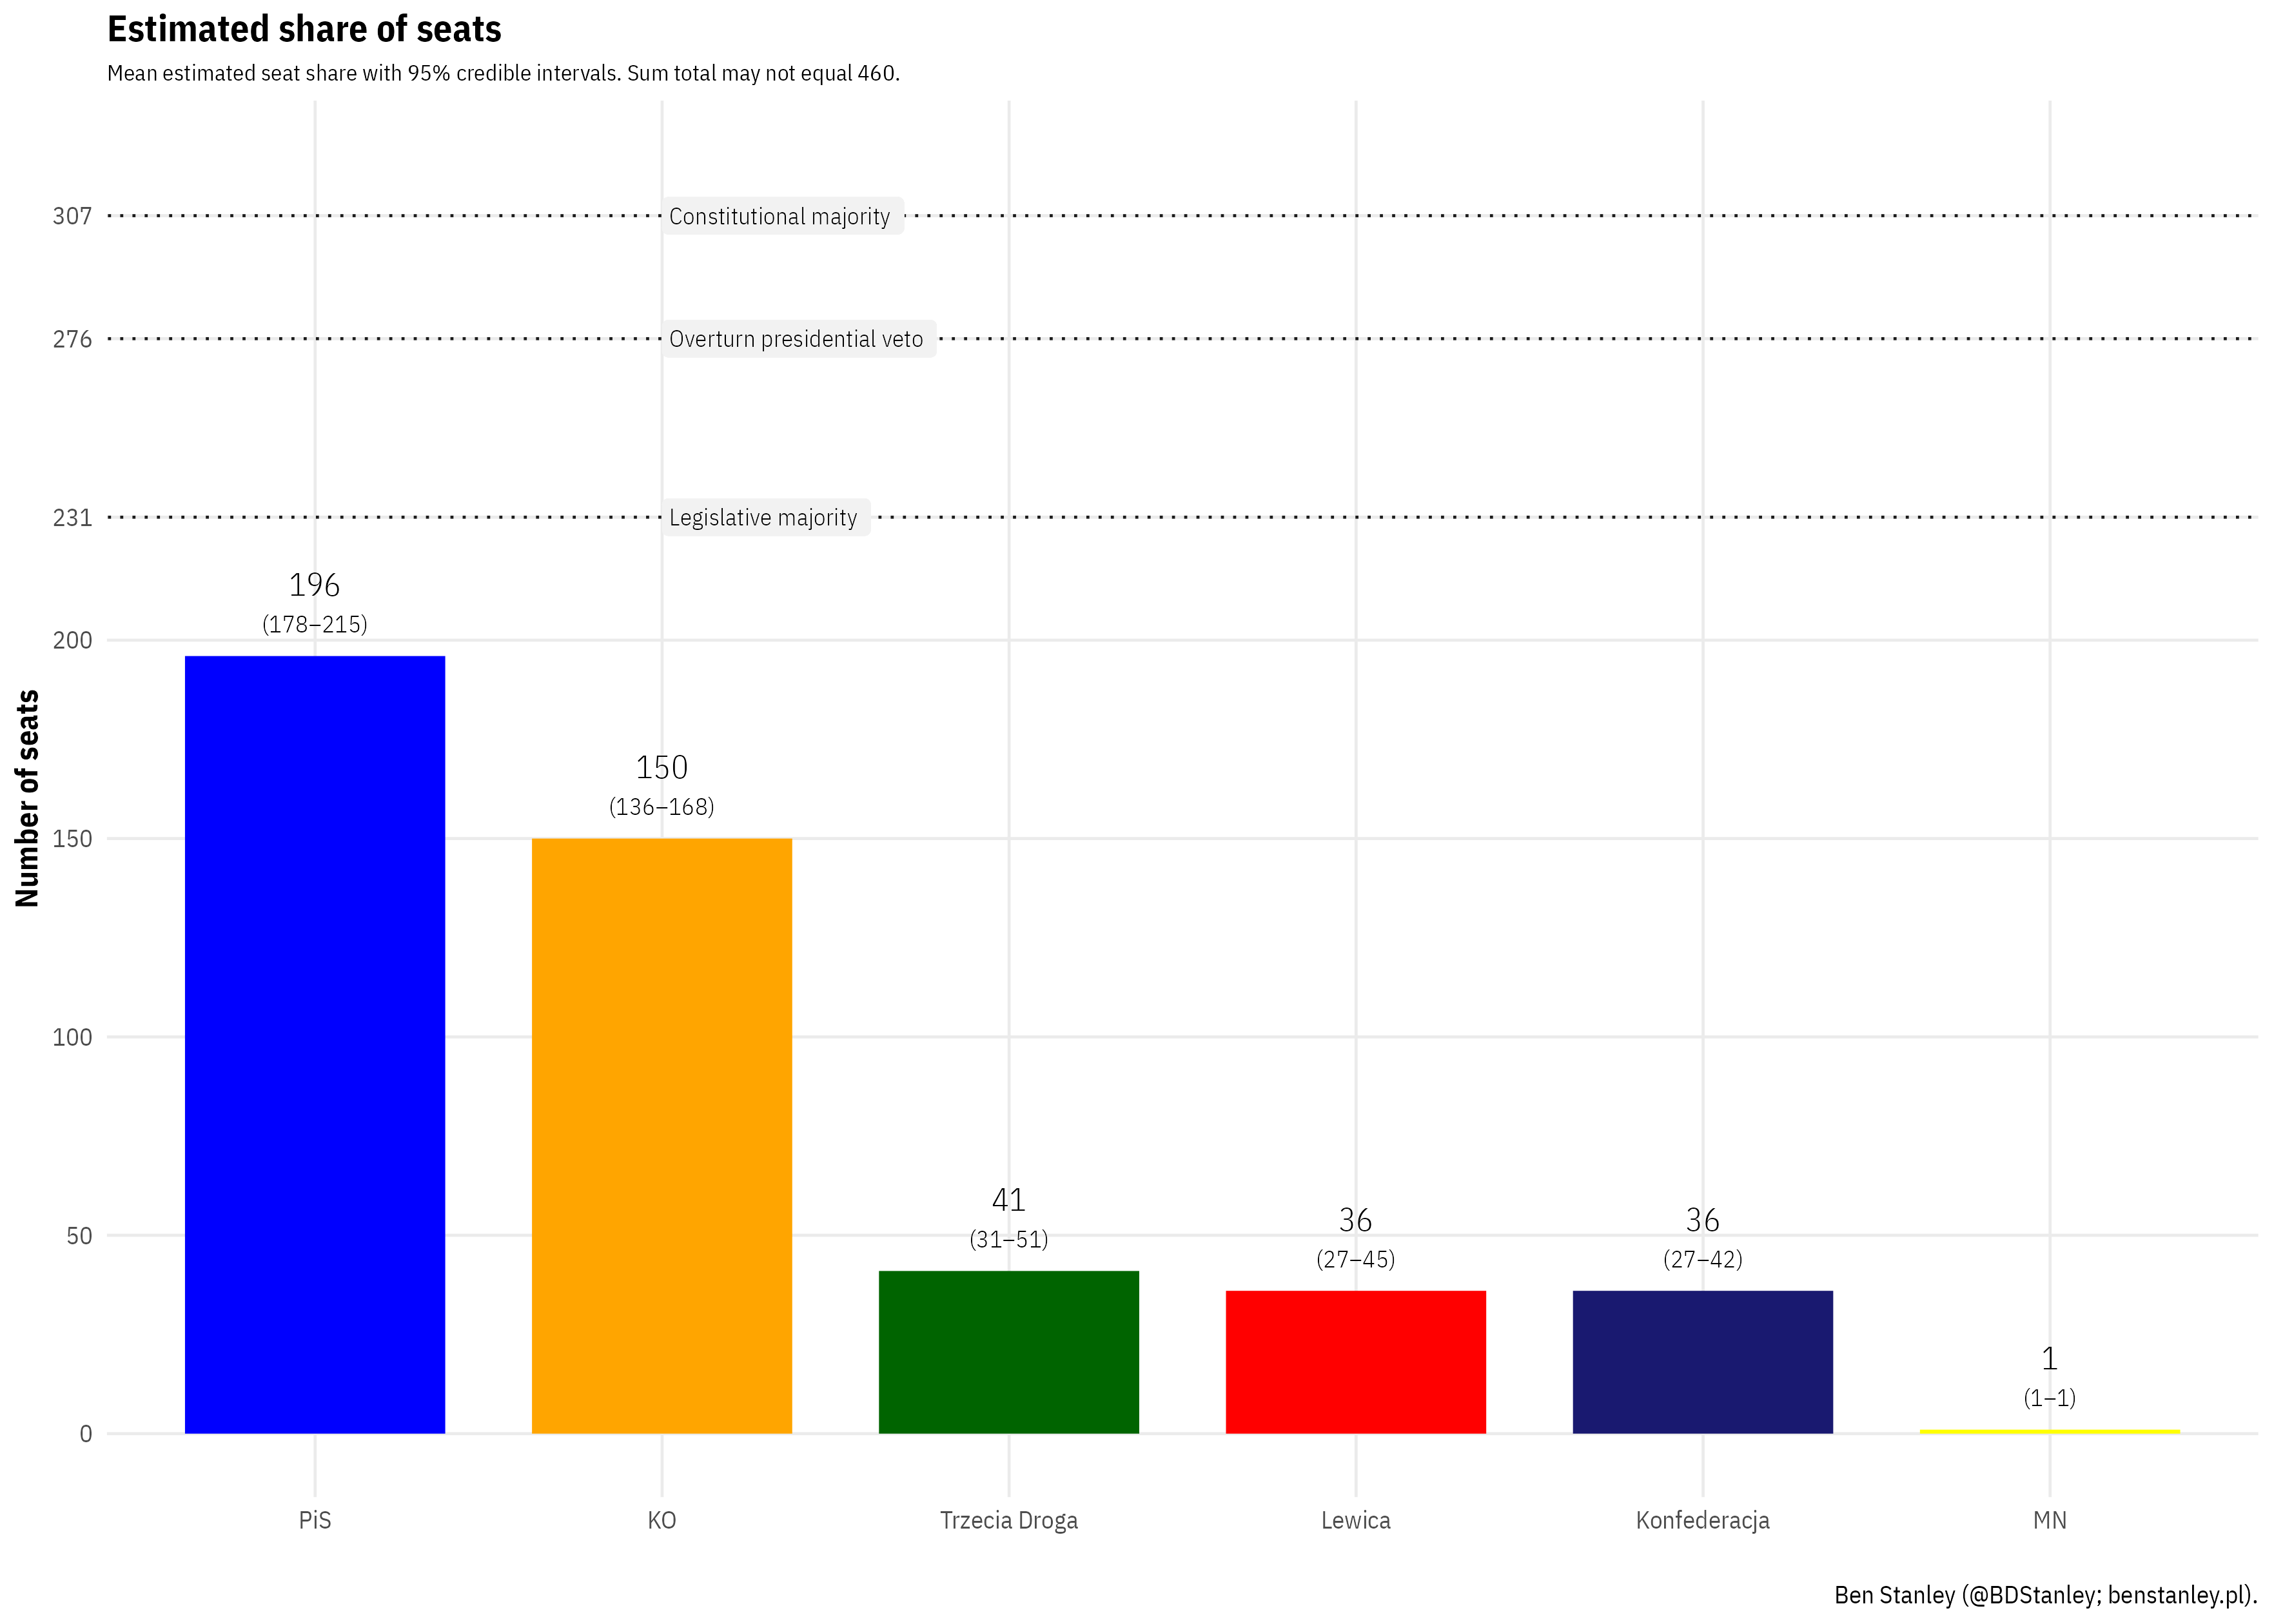 Estimated share of seats
Mean estimated seat share with 95% credible intervals. Sum total may not equal 460.
307
Constitutional majority
276
Overturn presidential veto
231
Legislative majority
196
(178–215)
200
Number of seats
150
(136–168)
150
100
41
(31–51)
36
(27–45)
36
(27–42)
50
1
(1–1)
0
PiS
KO
Trzecia Droga
Lewica
Konfederacja
MN
Ben Stanley (@BDStanley; benstanley.pl).